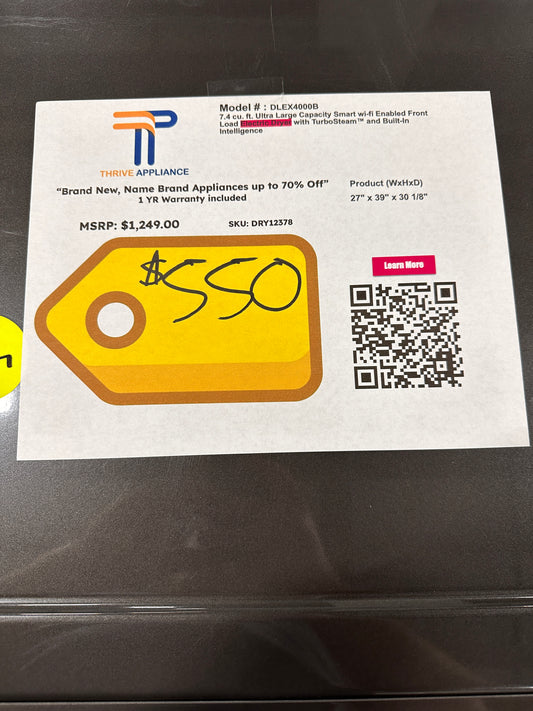 Model # : DLEX4000B
7.4 cu. ft. Ultra Large Capacity Smart wi-fi Enabled Front
Load Electric Dryer with TurboSteam™ and Built-In
Intelligence
THRIVE APPLIANCE
"Brand New, Name Brand Appliances up to 70% Off"
1 YR Warranty included
Product (WxHxD)
27" x 39" x 30 1/8"
MSRP: $1,249.00
SKU: DRY12378
$550
Learn More